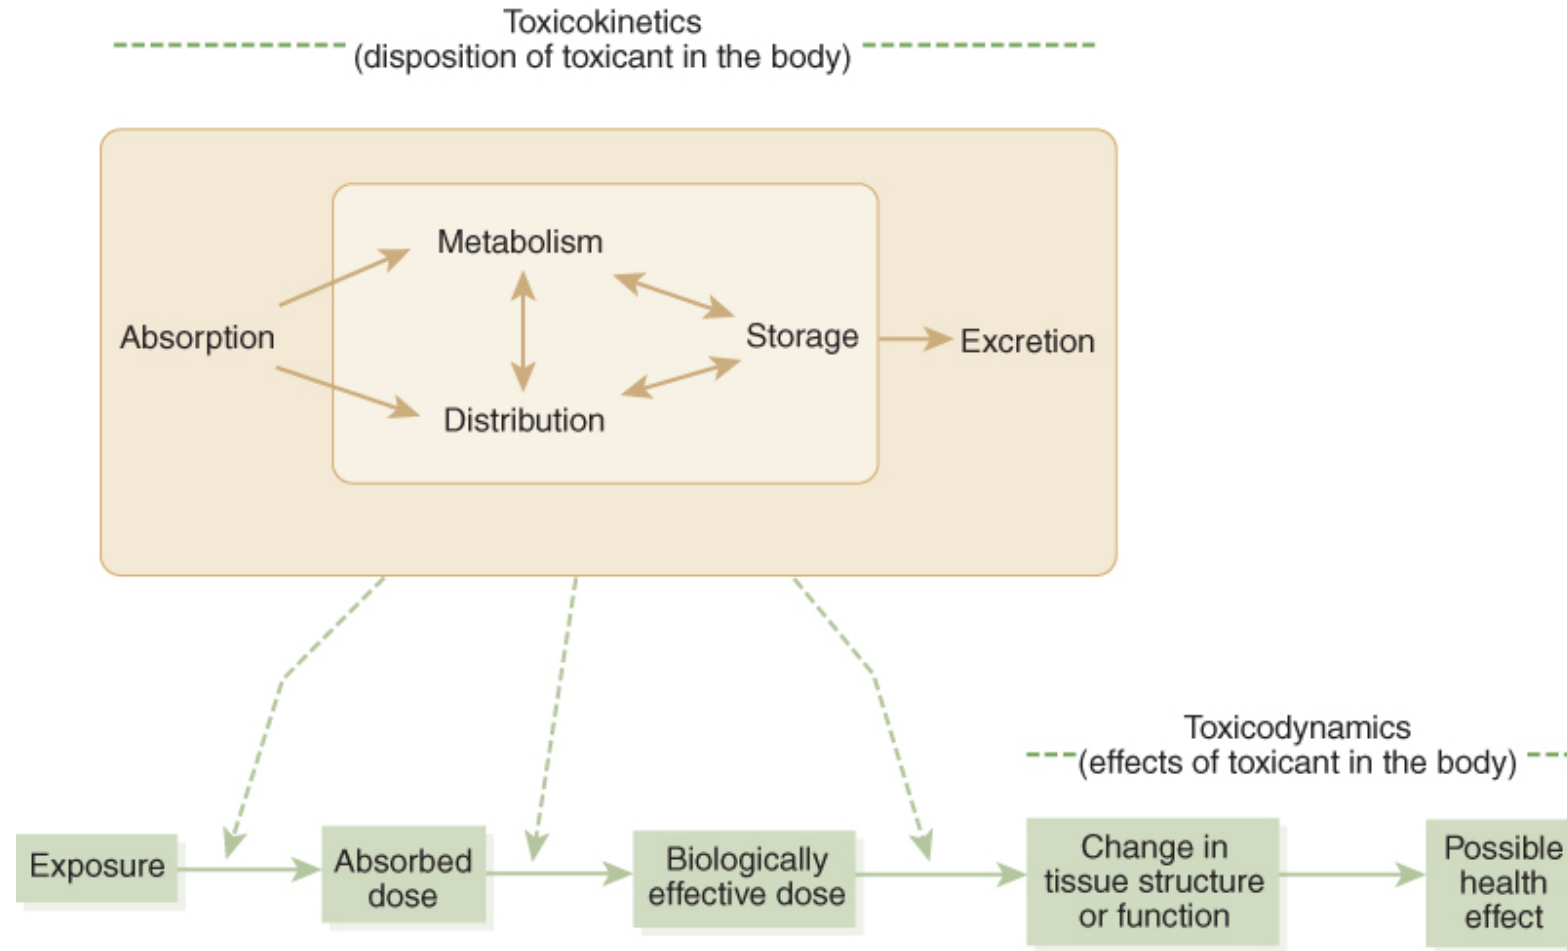 Toxicokinetics
(disposition of toxicant in the body)
Metabolism
Absorption
Storage
Excretion
Distribution
Toxicodynamics
(effects of toxicant in the body)
Exposure
Absorbed
dose
Biologically
effective dose
Change in
tissue structure
or function
Possible
health
effect